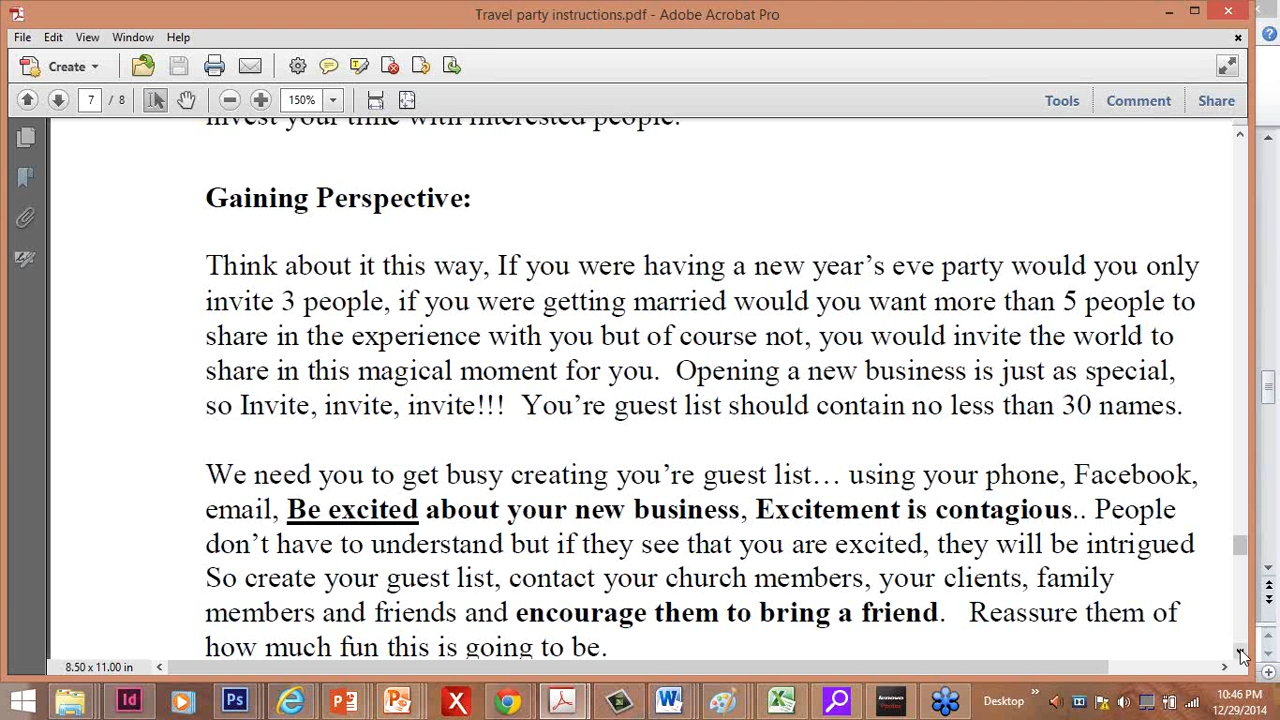 Travel party instructions.pdf - Adobe Acrobat Pro
File Edit View Window Help
Create
7 / 8 150% Tools Comment Share
invest your time with interested people.
Gaining Perspective:
Think about it this way, If you were having a new year’s eve party would you only
invite 3 people, if you were getting married would you want more than 5 people to
share in the experience with you but of course not, you would invite the world to
share in this magical moment for you. Opening a new business is just as special,
so Invite, invite, invite!!! You’re guest list should contain no less than 30 names.
We need you to get busy creating you’re guest list… using your phone, Facebook,
email, Be excited about your new business, Excitement is contagious.. People
don’t have to understand but if they see that you are excited, they will be intrigued
So create your guest list, contact your church members, your clients, family
members and friends and encourage them to bring a friend. Reassure them of
how much fun this is going to be.
8.50 x 11.00 in
Desktop
10:46 PM
12/29/2014